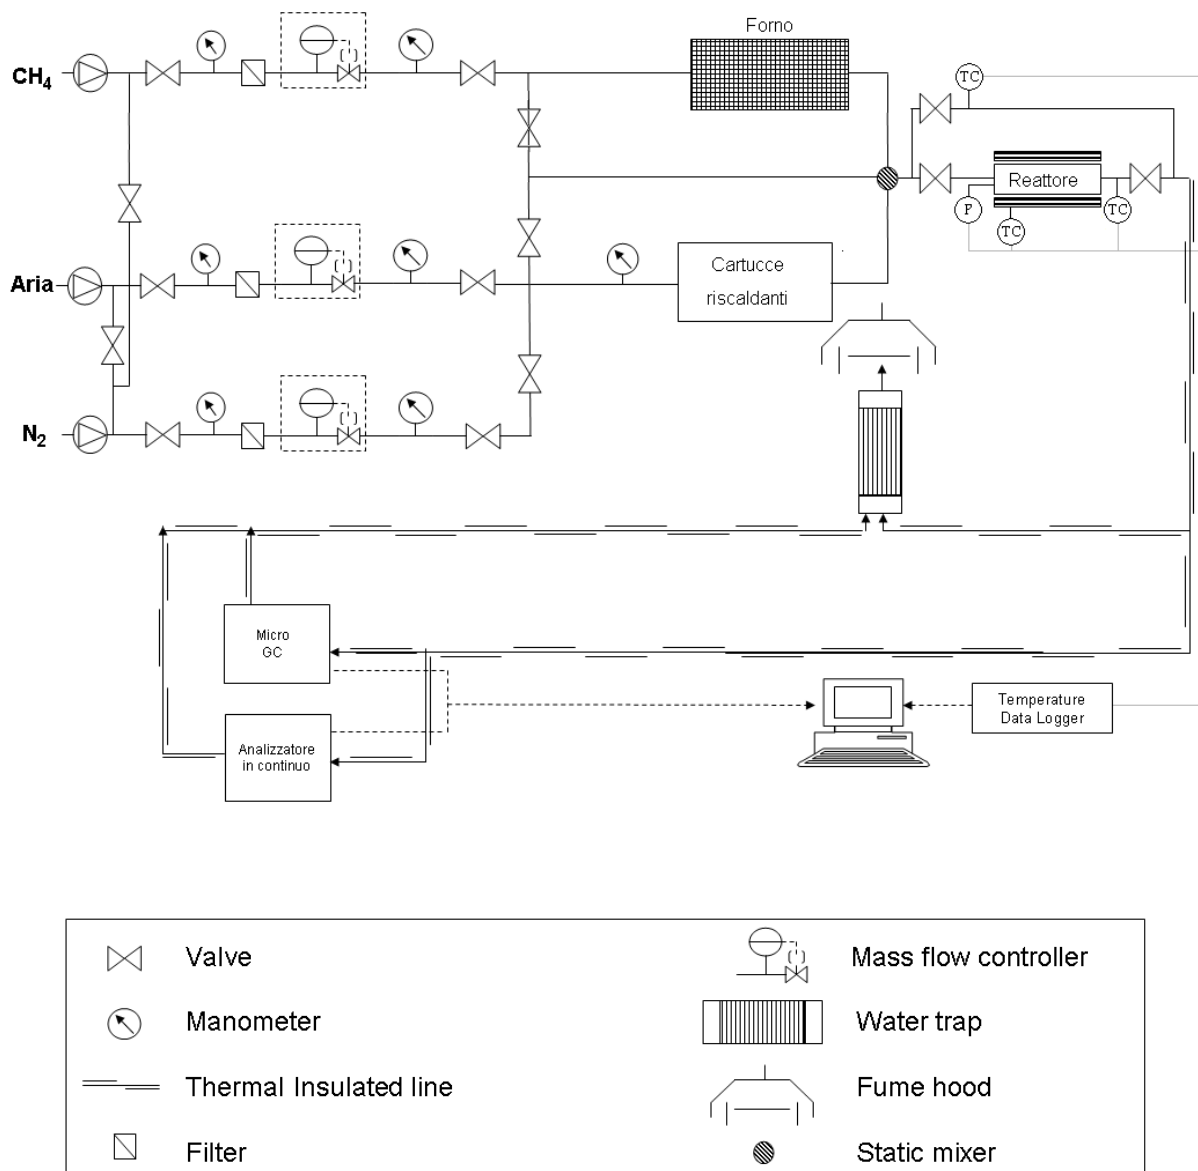 Forno
CH4
TC
Reattore
P
TC
TC
Aria
Cartucce
riscaldanti
N2
Micro
GC
Temperature
Data Logger
Analizzatore
in continuo
Valve
Mass flow controller
Manometer
Water trap
Thermal Insulated line
Fume hood
Filter
Static mixer